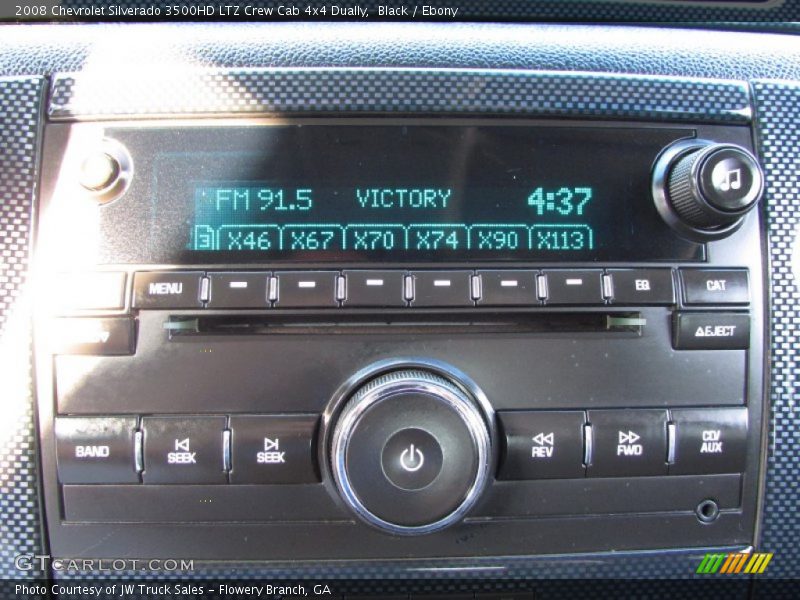 2008 Chevrolet Silverado 3500HD LTZ Crew Cab 4x4 Dually, Black / Ebony
FM 91.5 VICTORY 4:37
3 X46 X67 X70 X74 X90 X113
MENU EQ CAT
EJECT
BAND SEEK SEEK REV FWD CD/AUX
GTCARLOT.COM
Photo Courtesy of JW Truck Sales - Flowery Branch, GA